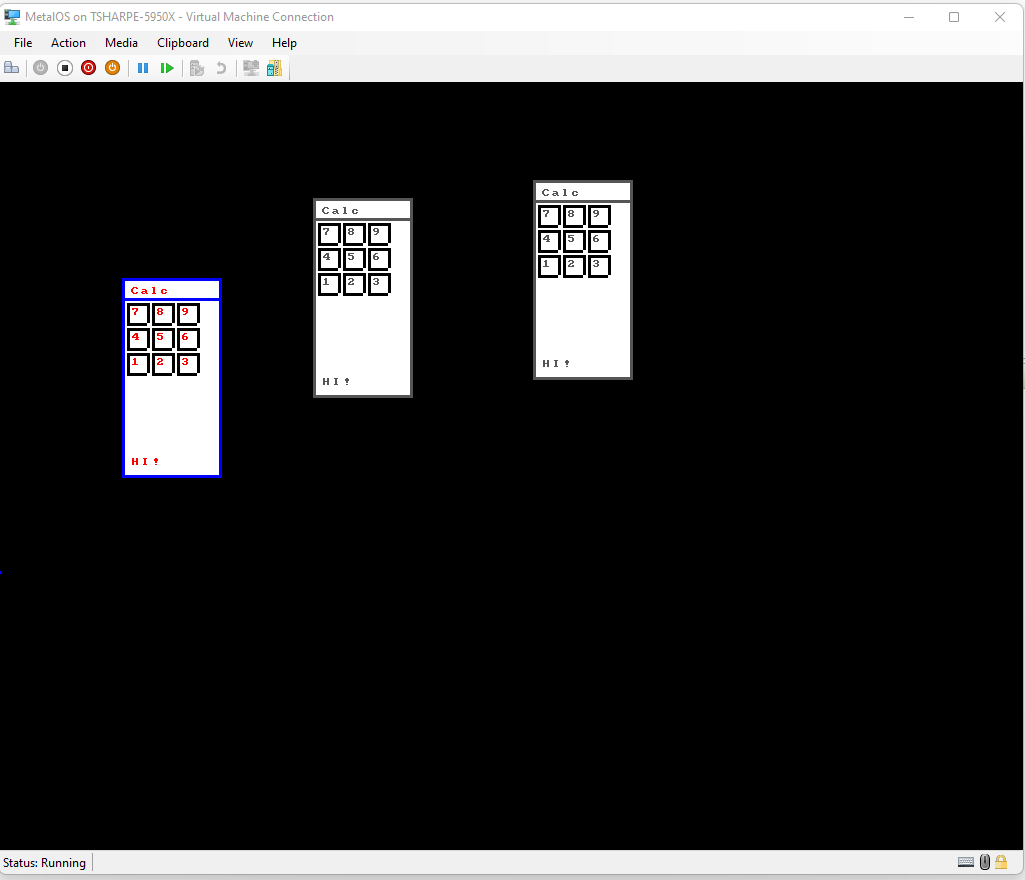 MetalOS on TSHARPE-5950X - Virtual Machine Connection
File Action Media Clipboard View Help
Calc
7 8 9
4 5 6
1 2 3
HI!
Calc
7 8 9
4 5 6
1 2 3
HI!
Calc
7 8 9
4 5 6
1 2 3
HI!
Status: Running